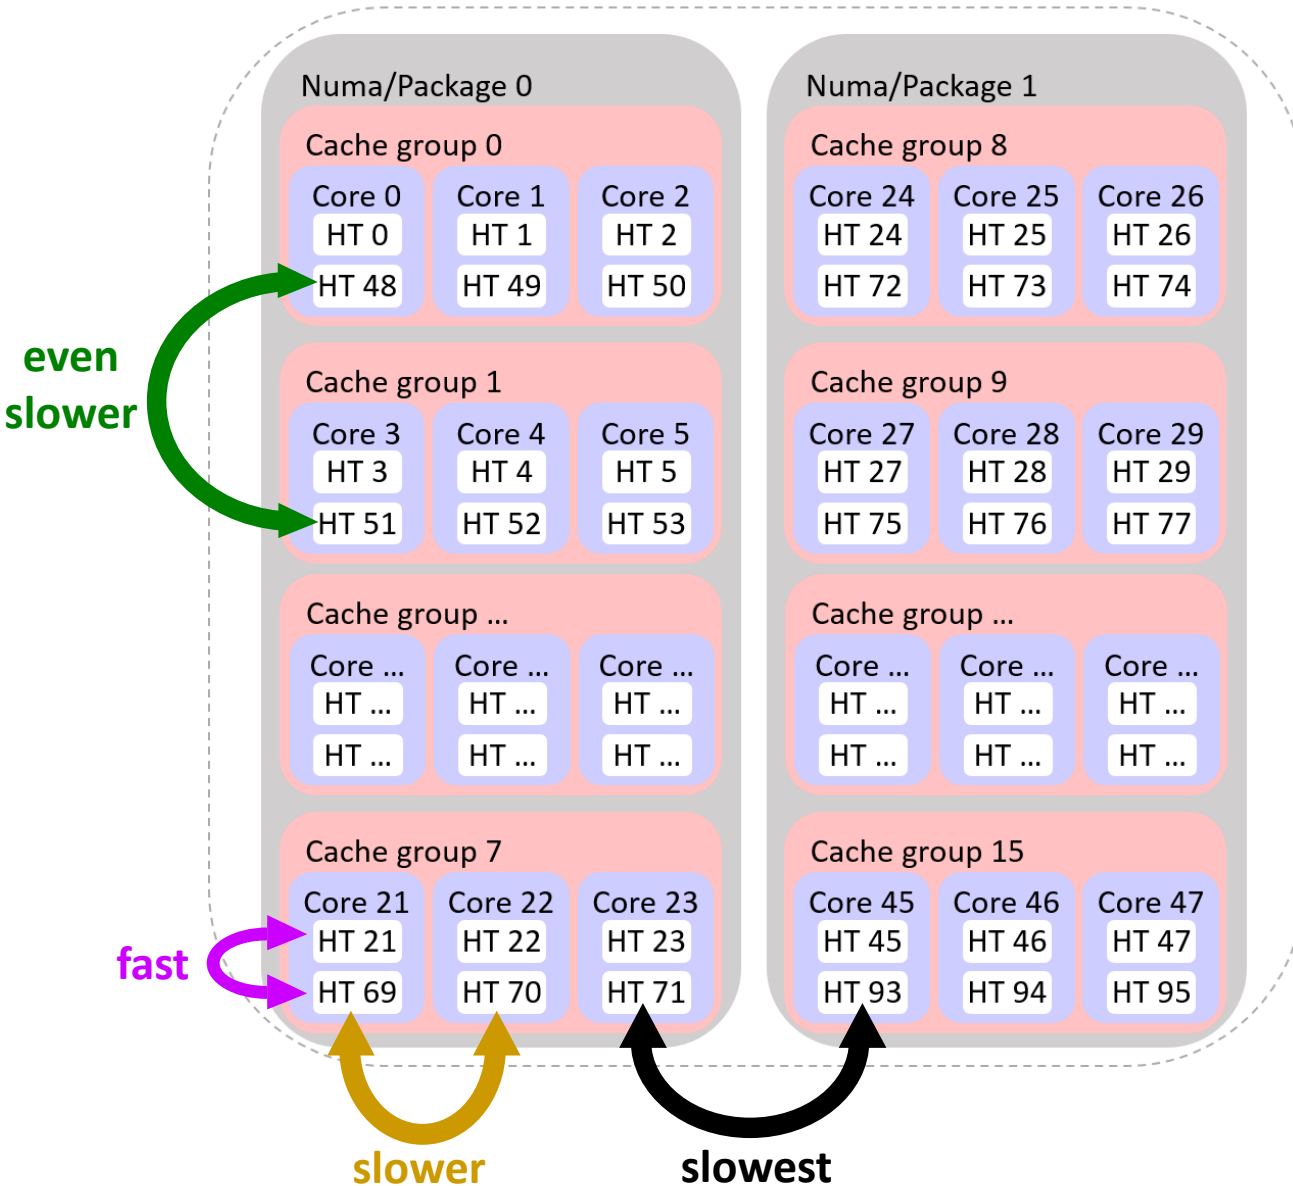 Numa/Package 0
Cache group 0
Core 0 Core 1 Core 2
HT 0 HT 1 HT 2
HT 48 HT 49 HT 50
Cache group 1
Core 3 Core 4 Core 5
HT 3 HT 4 HT 5
HT 51 HT 52 HT 53
Cache group ...
Core ... Core ... Core ...
HT ... HT ... HT ...
HT ... HT ... HT ...
Cache group 7
Core 21 Core 22 Core 23
HT 21 HT 22 HT 23
HT 69 HT 70 HT 71
Numa/Package 1
Cache group 8
Core 24 Core 25 Core 26
HT 24 HT 25 HT 26
HT 72 HT 73 HT 74
Cache group 9
Core 27 Core 28 Core 29
HT 27 HT 28 HT 29
HT 75 HT 76 HT 77
Cache group ...
Core ... Core ... Core ...
HT ... HT ... HT ...
HT ... HT ... HT ...
Cache group 15
Core 45 Core 46 Core 47
HT 45 HT 46 HT 47
HT 93 HT 94 HT 95
even
slower
fast
slower
slowest